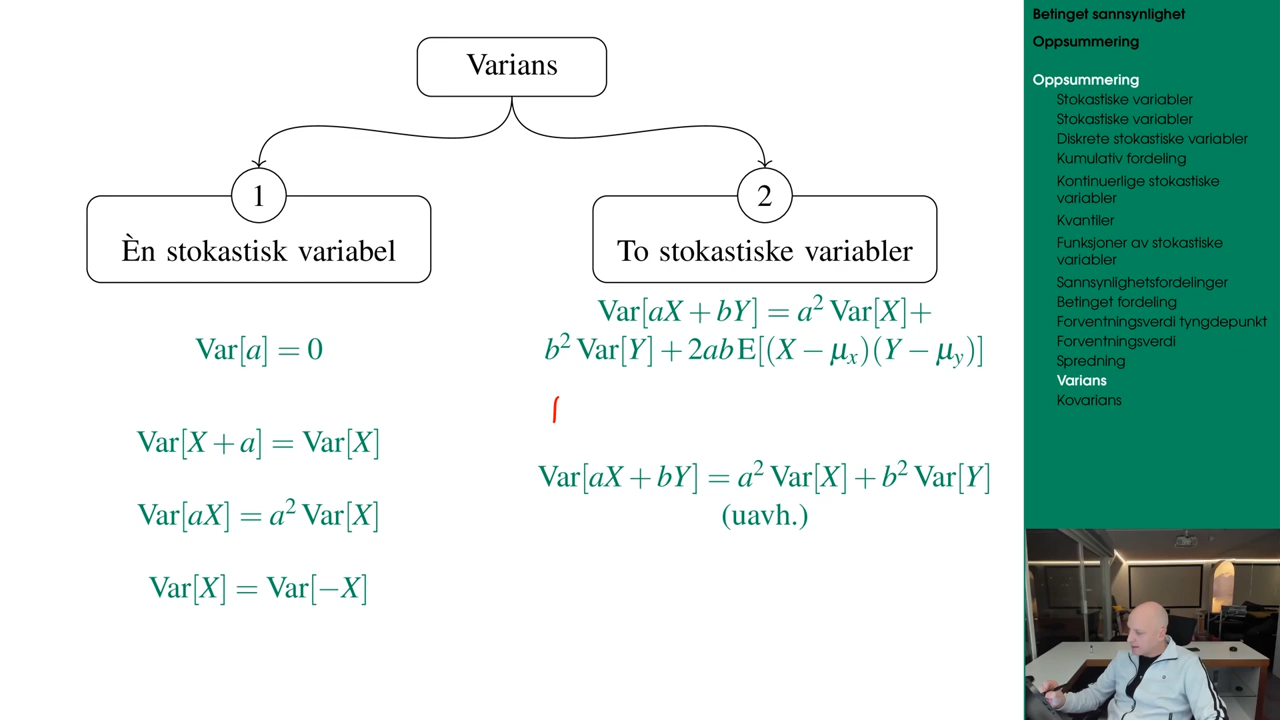 Varians
1
Èn stokastisk variabel
Var[a] = 0
Var[X + a] = Var[X]
Var[aX] = a² Var[X]
Var[X] = Var[−X]
2
To stokastiske variabler
Var[aX + bY] = a² Var[X]+
b² Var[Y] + 2ab E[(X − μₓ)(Y − μ_y)]
Var[aX + bY] = a² Var[X] + b² Var[Y]
(uavh.)
Betinget sannsynlighet
Oppsummering
Oppsummering
Stokastiske variabler
Stokastiske variabler
Diskrete stokastiske variabler
Kumulativ fordeling
Kontinuerlige stokastiske
variabler
Kvantiler
Funksjoner av stokastiske
variabler
Sannsynlighetsfordelinger
Betinget fordeling
Forventningsverdi tyngdepunkt
Forventningsverdi
Spredning
Varians
Kovarians